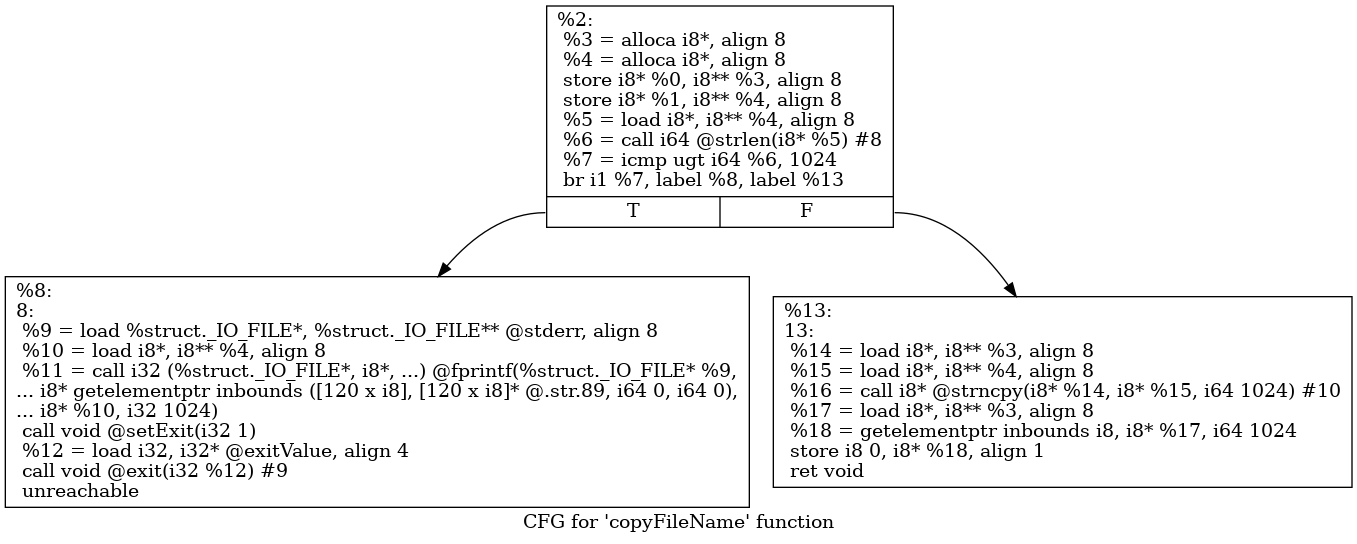 %2:
%3 = alloca i8*, align 8
%4 = alloca i8*, align 8
store i8* %0, i8** %3, align 8
store i8* %1, i8** %4, align 8
%5 = load i8*, i8** %4, align 8
%6 = call i64 @strlen(i8* %5) #8
%7 = icmp ugt i64 %6, 1024
br i1 %7, label %8, label %13
T F
%8:
8:
%9 = load %struct._IO_FILE*, %struct._IO_FILE** @stderr, align 8
%10 = load i8*, i8** %4, align 8
%11 = call i32 (%struct._IO_FILE*, i8*, ...) @fprintf(%struct._IO_FILE* %9,
... i8* getelementptr inbounds ([120 x i8], [120 x i8]* @.str.89, i64 0, i64 0),
... i8* %10, i32 1024)
call void @setExit(i32 1)
%12 = load i32, i32* @exitValue, align 4
call void @exit(i32 %12) #9
unreachable
%13:
13:
%14 = load i8*, i8** %3, align 8
%15 = load i8*, i8** %4, align 8
%16 = call i8* @strncpy(i8* %14, i8* %15, i64 1024) #10
%17 = load i8*, i8** %3, align 8
%18 = getelementptr inbounds i8, i8* %17, i64 1024
store i8 0, i8* %18, align 1
ret void
CFG for 'copyFileName' function